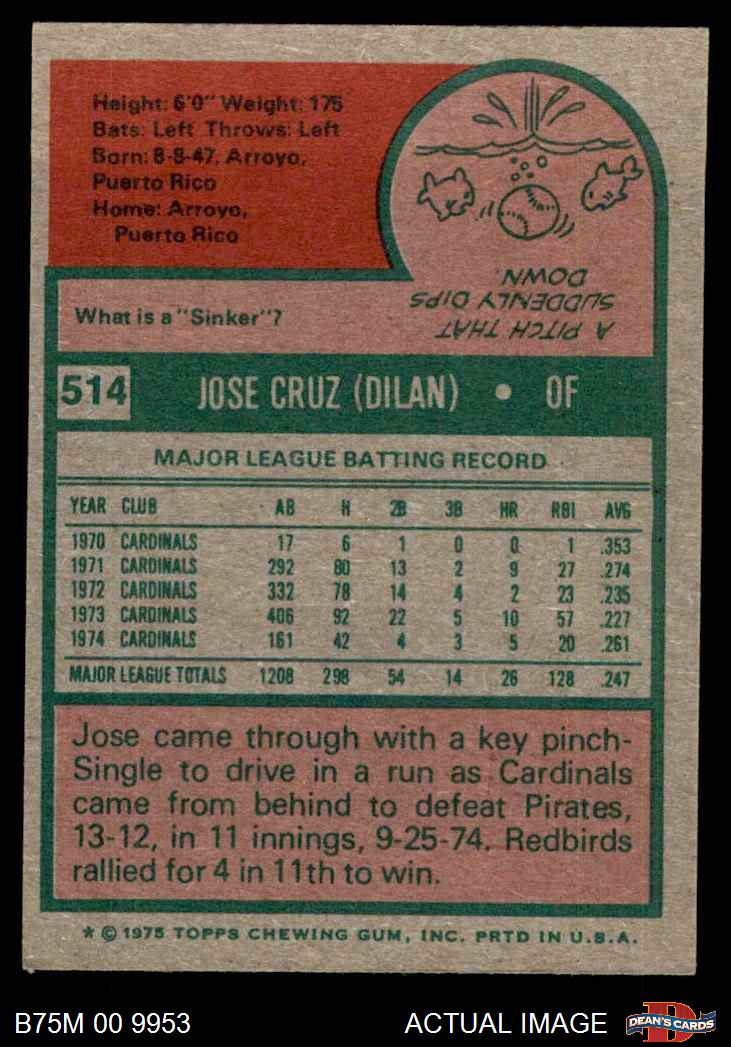 Height: 6'0" Weight: 175
Bats: Left Throws: Left
Born: 8-8-47, Arroyo,
Puerto Rico
Home: Arroyo,
Puerto Rico
What is a "Sinker"?
A PITCH THAT
SUDDENLY DIPS
DOWN.
514 JOSE CRUZ (DILAN) • OF
MAJOR LEAGUE BATTING RECORD
YEAR CLUB AB H 2B 3B HR RBI AVG
1970 CARDINALS 17 6 1 0 0 1 .353
1971 CARDINALS 292 80 13 2 9 27 .274
1972 CARDINALS 332 78 14 4 2 23 .235
1973 CARDINALS 406 92 22 5 10 57 .227
1974 CARDINALS 161 42 4 3 5 20 .261
MAJOR LEAGUE TOTALS 1208 298 54 14 26 128 .247
Jose came through with a key pinch-
Single to drive in a run as Cardinals
came from behind to defeat Pirates,
13-12, in 11 innings, 9-25-74. Redbirds
rallied for 4 in 11th to win.
* © 1975 TOPPS CHEWING GUM, INC. PRTD IN U.S.A.
B75M 00 9953 ACTUAL IMAGE
DEAN'S CARDS